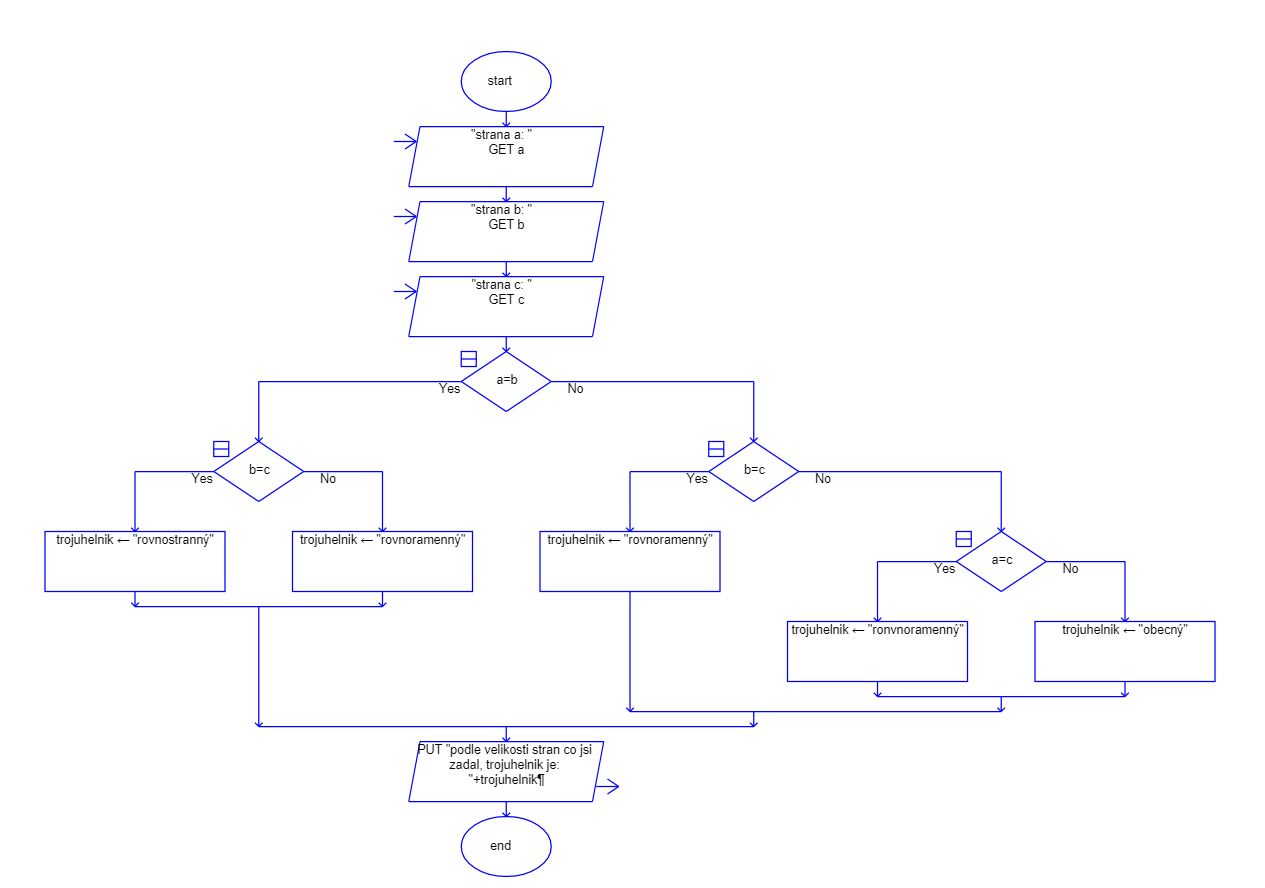 start
"strana a: "
GET a
"strana b: "
GET b
"strana c: "
GET c
a=b
Yes
No
b=c
Yes
No
b=c
Yes
No
trojuhelnik ← "rovnostranný"
trojuhelnik ← "rovnoramenný"
trojuhelnik ← "rovnoramenný"
a=c
Yes
No
trojuhelnik ← "ronvnoramenný"
trojuhelnik ← "obecný"
PUT "podle velikosti stran co jsi
zadal, trojuhelnik je:
"+trojuhelnik¶
end